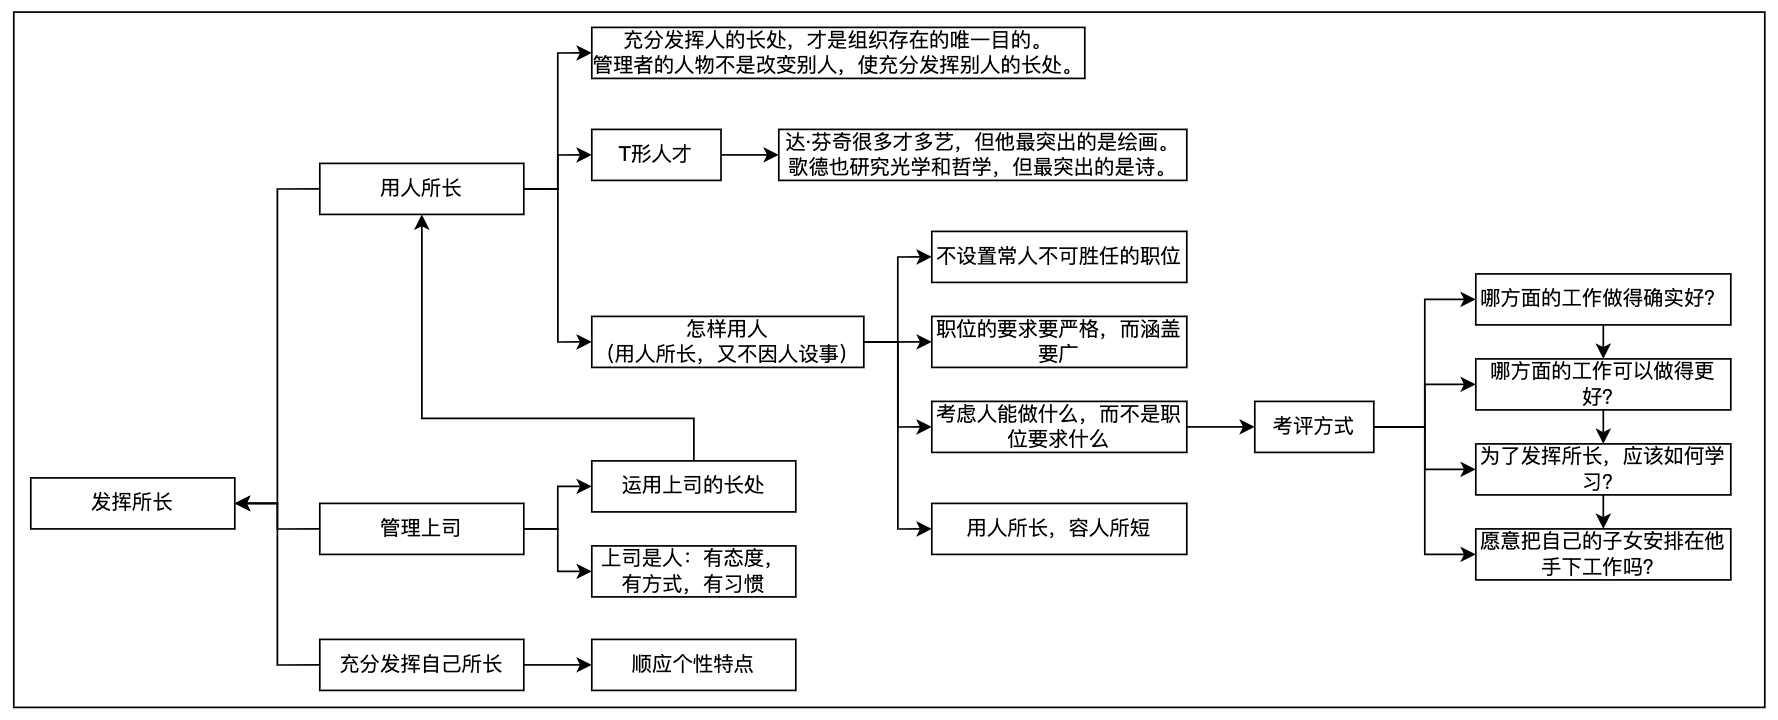 充分发挥人的长处，才是组织存在的唯一目的。
管理者的人物不是改变别人，使充分发挥别人的长处。
用人所长
T形人才
达·芬奇很多才多艺，但他最突出的是绘画。
歌德也研究光学和哲学，但最突出的是诗。
怎样用人
（用人所长，又不因人设事）
不设置常人不可胜任的职位
职位的要求要严格，而涵盖
要广
考虑人能做什么，而不是职
位要求什么
用人所长，容人所短
考评方式
哪方面的工作做得确实好？
哪方面的工作可以做得更
好？
为了发挥所长，应该如何学
习？
愿意把自己的子女安排在他
手下工作吗？
发挥所长
管理上司
运用上司的长处
上司是人：有态度，
有方式，有习惯
充分发挥自己所长
顺应个性特点